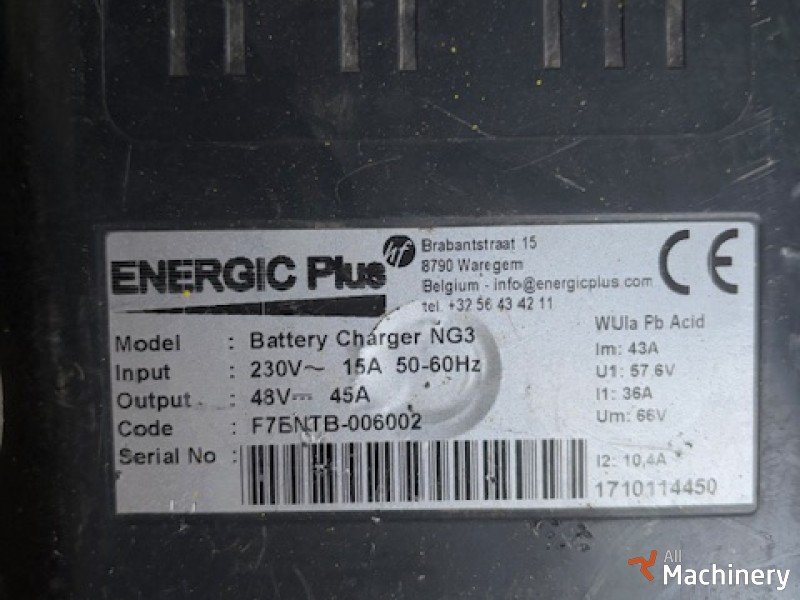 ENERGIC Plus hf
Brabantstraat 15
8790 Waregem
Belgium - info@energicplus.com
tel. +32 56 43 42 11
CE
Model : Battery Charger NG3
Input : 230V~ 15A 50-60Hz
Output : 48V⎓ 45A
Code : F7ENTB-006002
Serial No :
WUIa Pb Acid
Im: 43A
U1: 57.6V
I1: 36A
Um: 66V
I2: 10,4A
1710114450
All
Machinery